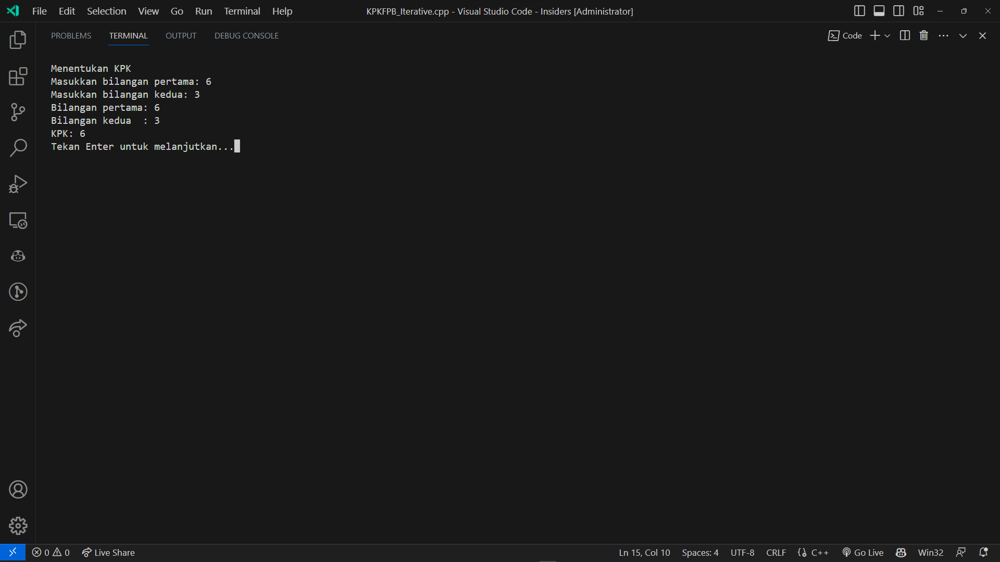 File Edit Selection View Go Run Terminal Help KPKFPB_Iterative.cpp - Visual Studio Code - Insiders [Administrator]
PROBLEMS TERMINAL OUTPUT DEBUG CONSOLE Code
Menentukan KPK
Masukkan bilangan pertama: 6
Masukkan bilangan kedua: 3
Bilangan pertama: 6
Bilangan kedua  : 3
KPK: 6
Tekan Enter untuk melanjutkan...
0 0 Live Share Ln 15, Col 10 Spaces: 4 UTF-8 CRLF C++ Go Live Win32